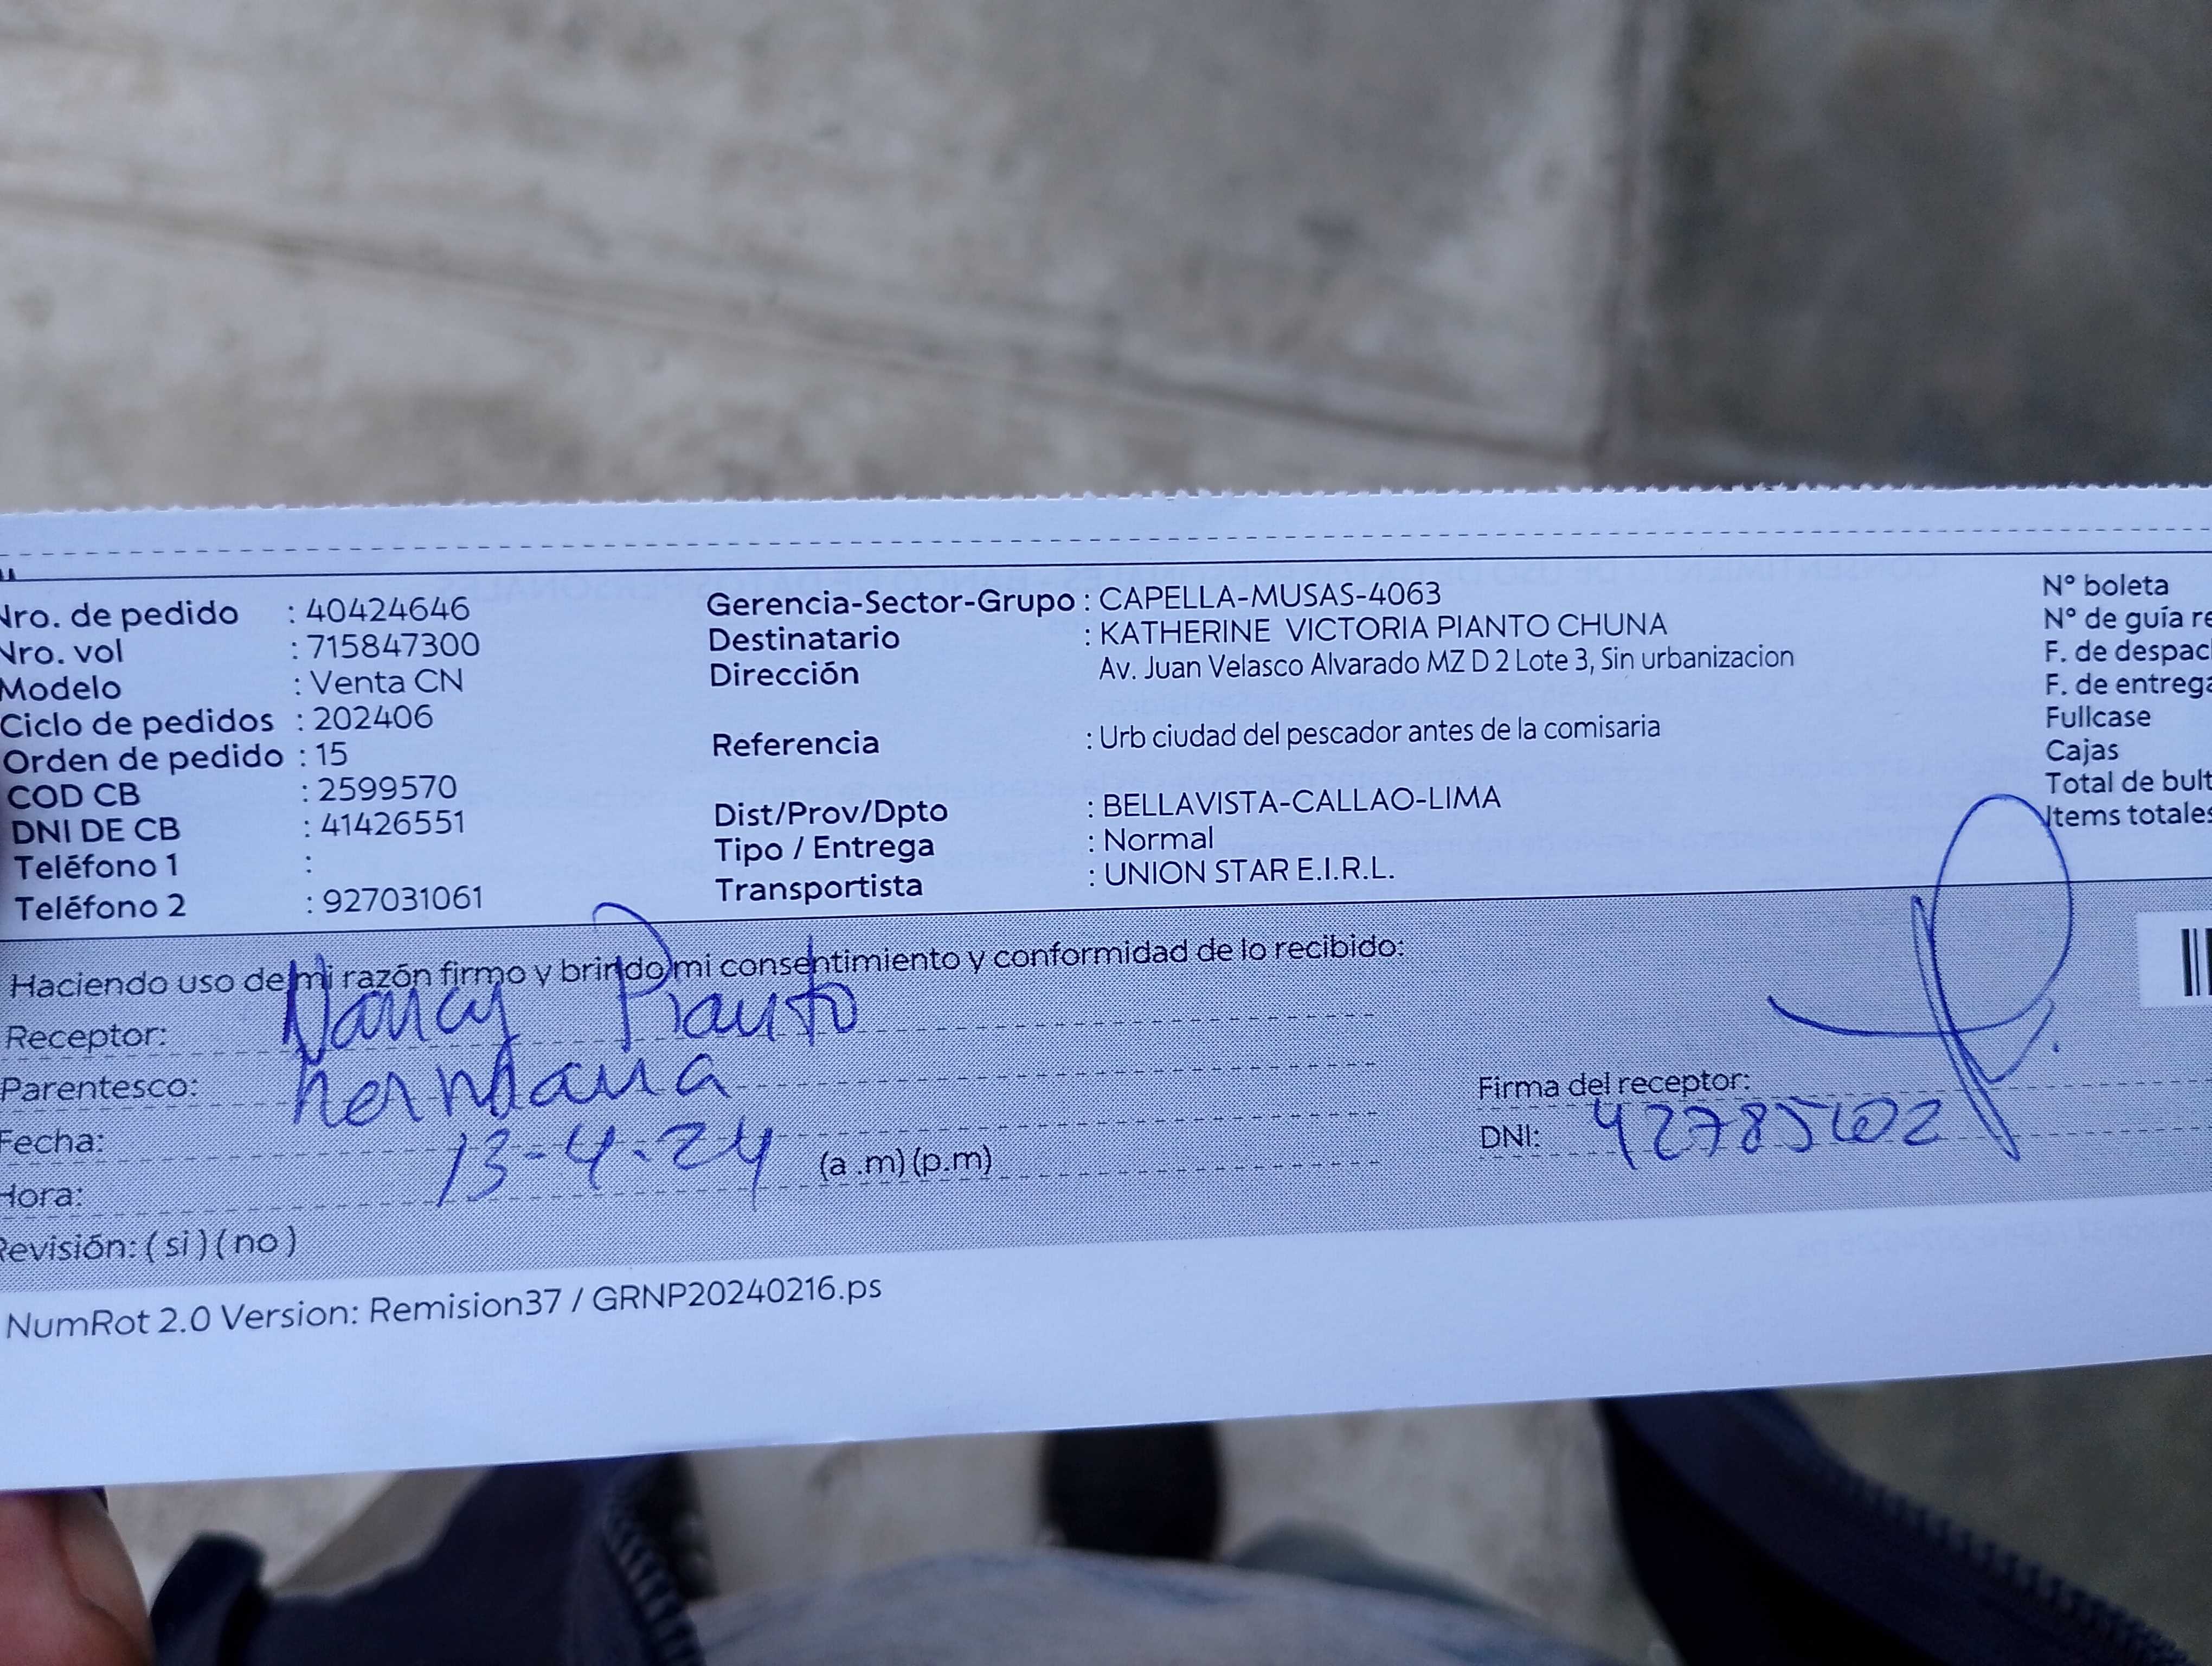 Nro. de pedido : 40424646
Nro. vol : 715847300
Modelo : Venta CN
Ciclo de pedidos : 202406
Orden de pedido : 15
COD CB : 2599570
DNI DE CB : 41426551
Teléfono 1 :
Teléfono 2 : 927031061
Gerencia-Sector-Grupo : CAPELLA-MUSAS-4063
Destinatario : KATHERINE VICTORIA PIANTO CHUNA
Dirección Av. Juan Velasco Alvarado MZ D 2 Lote 3, Sin urbanizacion
Referencia : Urb ciudad del pescador antes de la comisaria
Dist/Prov/Dpto : BELLAVISTA-CALLAO-LIMA
Tipo / Entrega : Normal
Transportista : UNION STAR E.I.R.L.
N° boleta
N° de guía re
F. de despac
F. de entrega
Fullcase
Cajas
Total de bult
Items totales
Haciendo uso de mi razón firmo y brindo mi consentimiento y conformidad de lo recibido:
Receptor: Nancy Pianto
Parentesco: hermana
Fecha: 13-4-24
Hora: (a .m) (p.m)
Revisión: ( si ) ( no )
Firma del receptor:
DNI: 42785602
NumRot 2.0 Version: Remision37 / GRNP20240216.ps